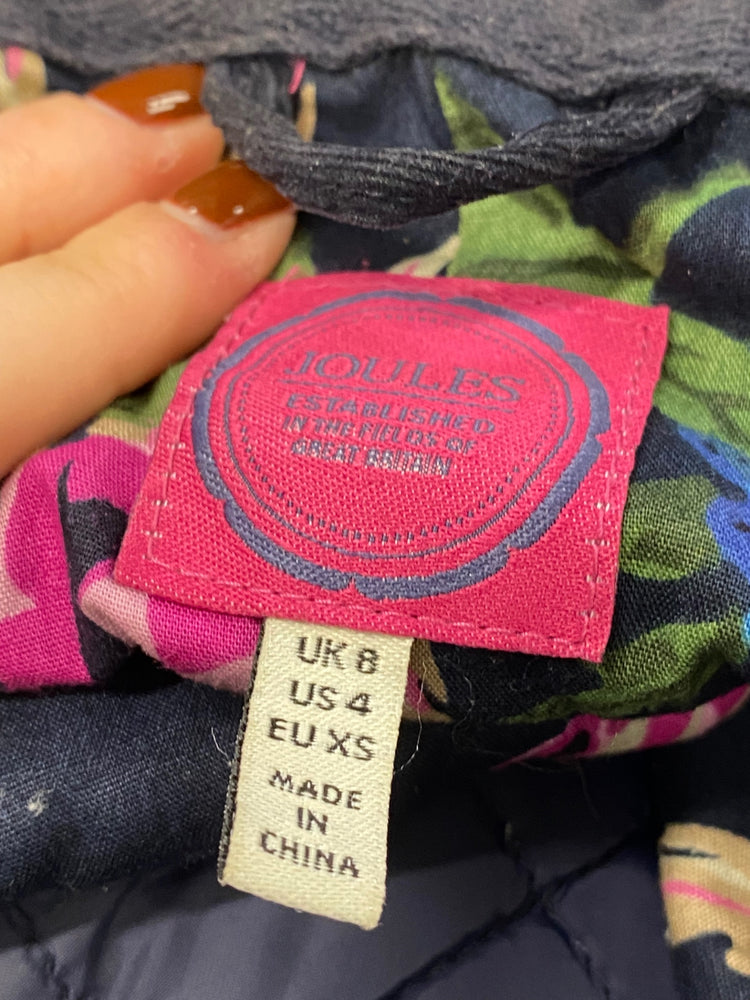 JOULES
ESTABLISHED
IN THE FIELDS OF
GREAT BRITAIN
UK 8
US 4
EU XS
MADE
IN
CHINA